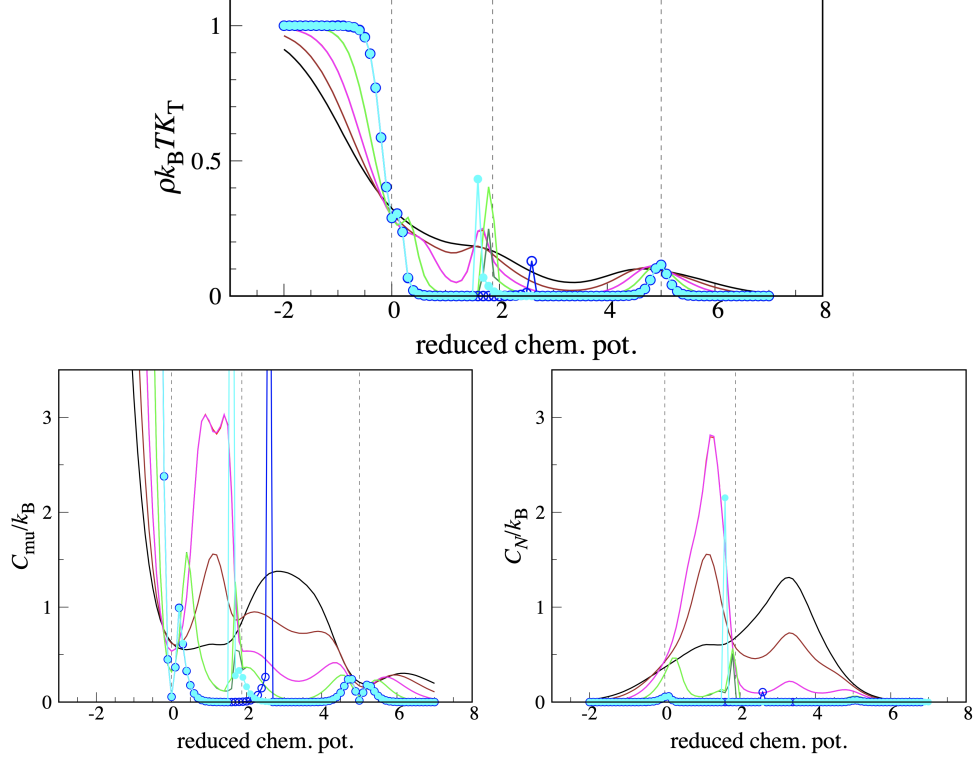 1
0.5
0
ρk_BTK_T
-2 0 2 4 6 8
reduced chem. pot.
3
2
1
0
C_mu/k_B
-2 0 2 4 6 8
reduced chem. pot.
3
2
1
0
C_N/k_B
-2 0 2 4 6 8
reduced chem. pot.